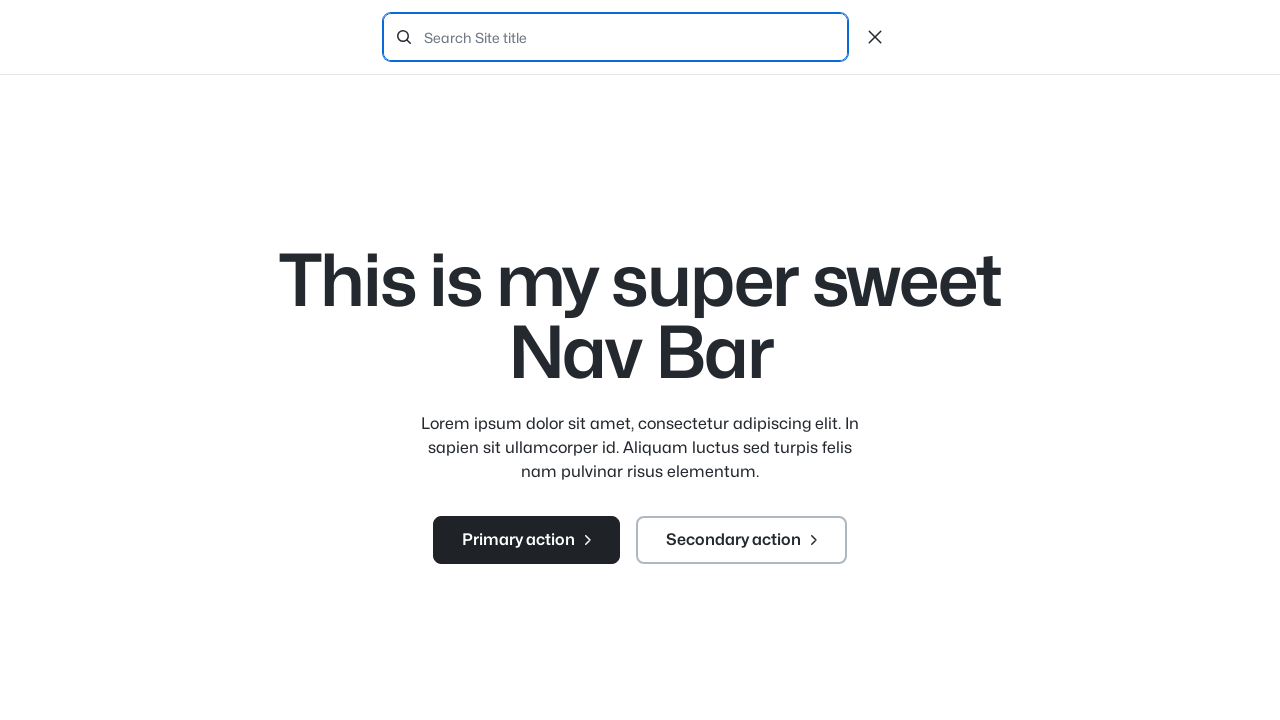 Search Site title
This is my super sweet
Nav Bar
Lorem ipsum dolor sit amet, consectetur adipiscing elit. In
sapien sit ullamcorper id. Aliquam luctus sed turpis felis
nam pulvinar risus elementum.
Primary action
Secondary action